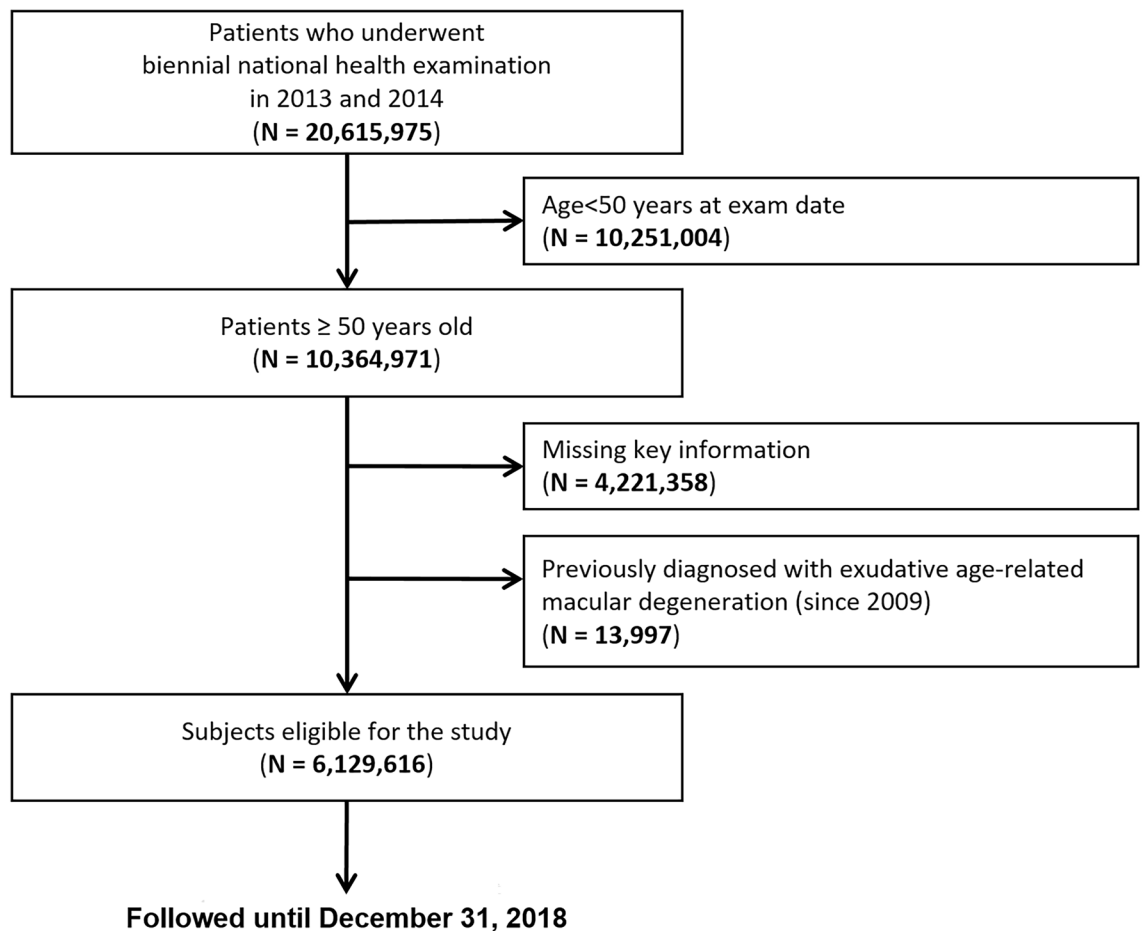 Patients who underwent
biennial national health examination
in 2013 and 2014
(N = 20,615,975)
Age<50 years at exam date
(N = 10,251,004)
Patients ≥ 50 years old
(N = 10,364,971)
Missing key information
(N = 4,221,358)
Previously diagnosed with exudative age-related
macular degeneration (since 2009)
(N = 13,997)
Subjects eligible for the study
(N = 6,129,616)
Followed until December 31, 2018